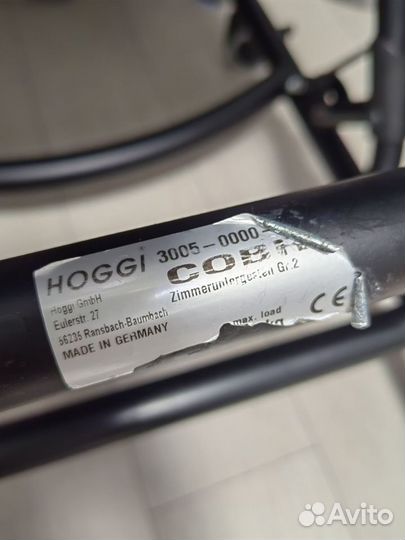 HOGGi 3005-0000-
Hoggi GmbH
Eulerstr. 27
56235 Ransbach-Baumbach
MADE IN GERMANY
Zimmeruntergestell Gr.2
max. load
CE
Avito